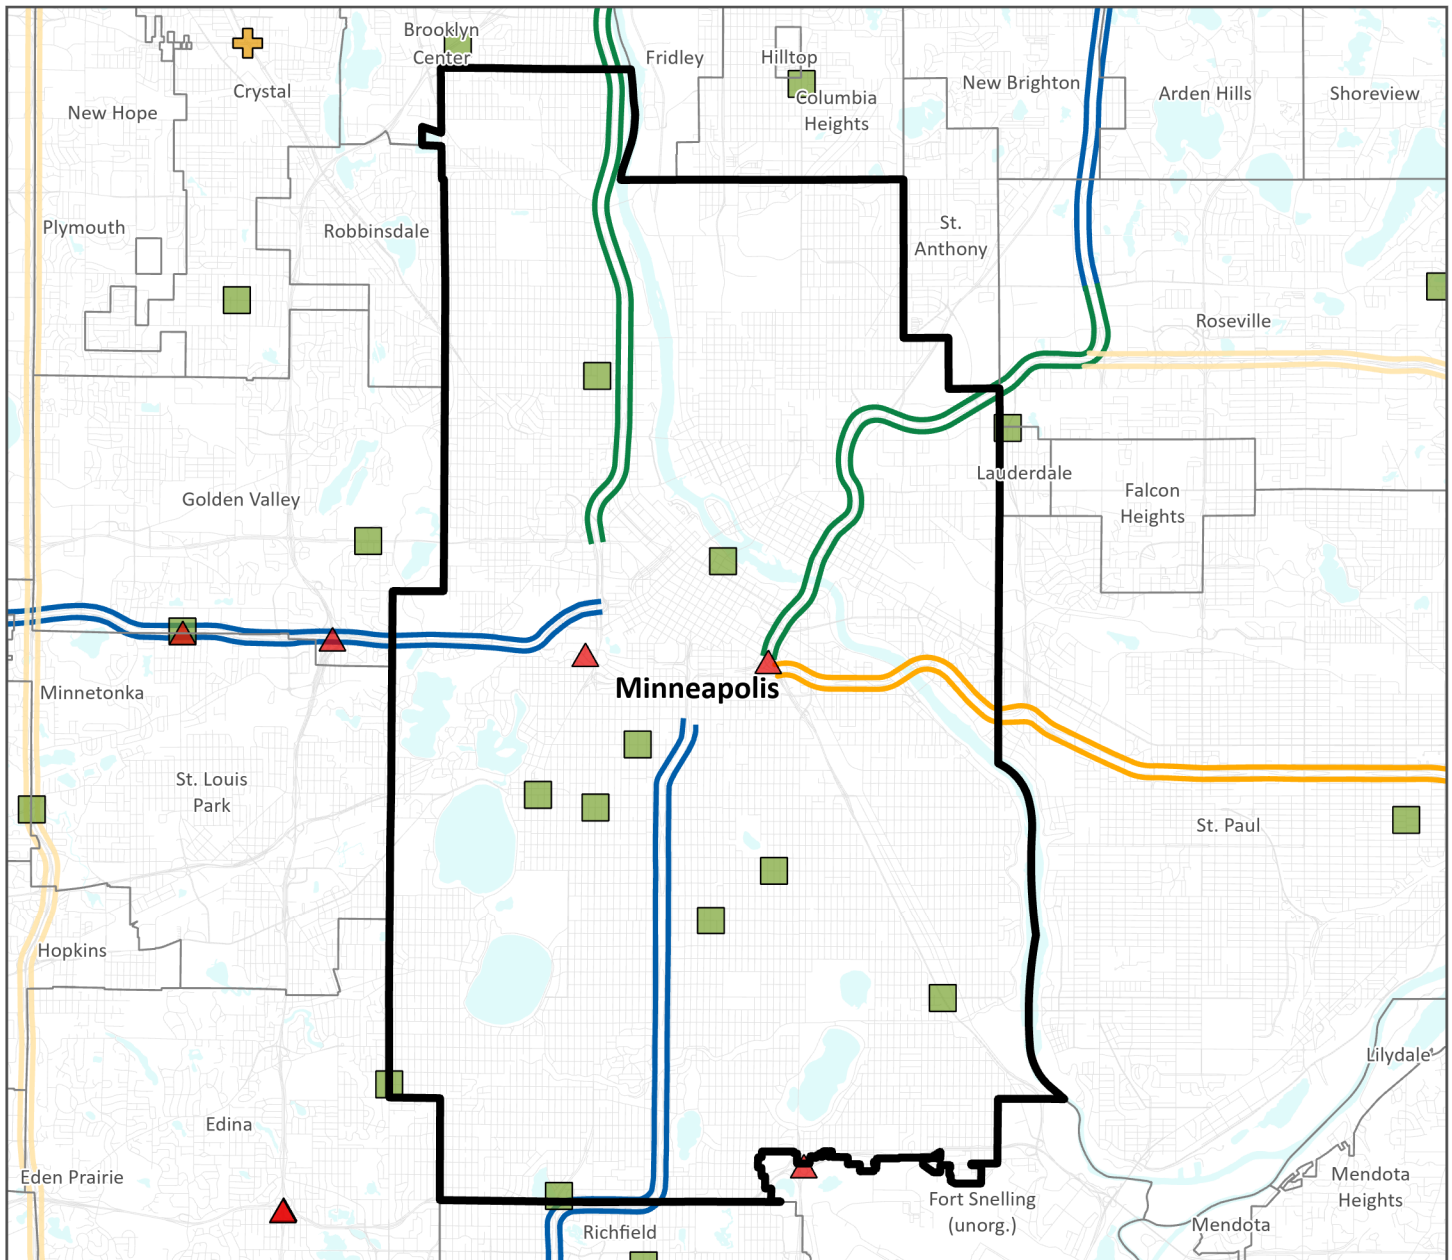 Brooklyn
Center
Fridley
Hilltop
Columbia
Heights
New Brighton
Arden Hills
Shoreview
Crystal
New Hope
Plymouth
Robbinsdale
St.
Anthony
Roseville
Golden Valley
Lauderdale
Falcon
Heights
Minneapolis
Minnetonka
St. Louis
Park
St. Paul
Hopkins
Lilydale
Edina
Eden Prairie
Fort Snelling
(unorg.)
Mendota
Heights
Mendota
Richfield